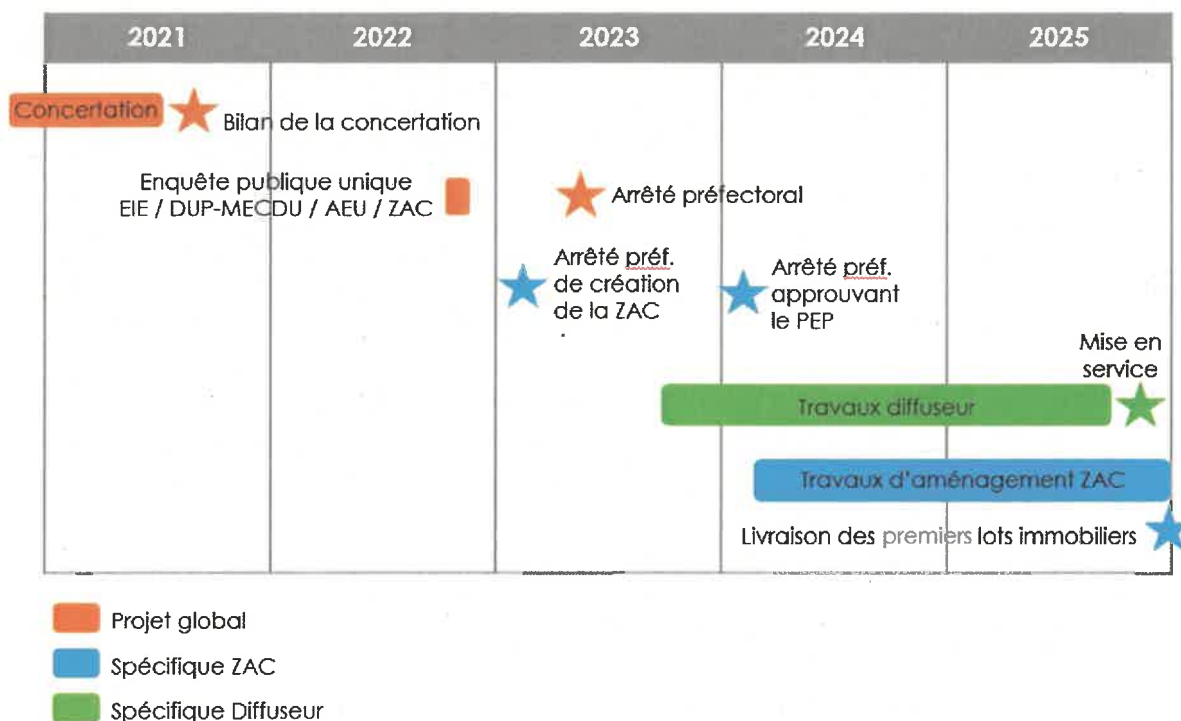 2021 2022 2023 2024 2025
Concertation
Bilan de la concertation
Enquête publique unique
EIE / DUP-MECDU / AEU / ZAC
Arrêté préfectoral
Arrêté préf.
de création
de la ZAC
Arrêté préf.
approuvant
le PEP
Mise en
service
Travaux diffuseur
Travaux d'aménagement ZAC
Livraison des premiers lots immobiliers
Projet global
Spécifique ZAC
Spécifique Diffuseur